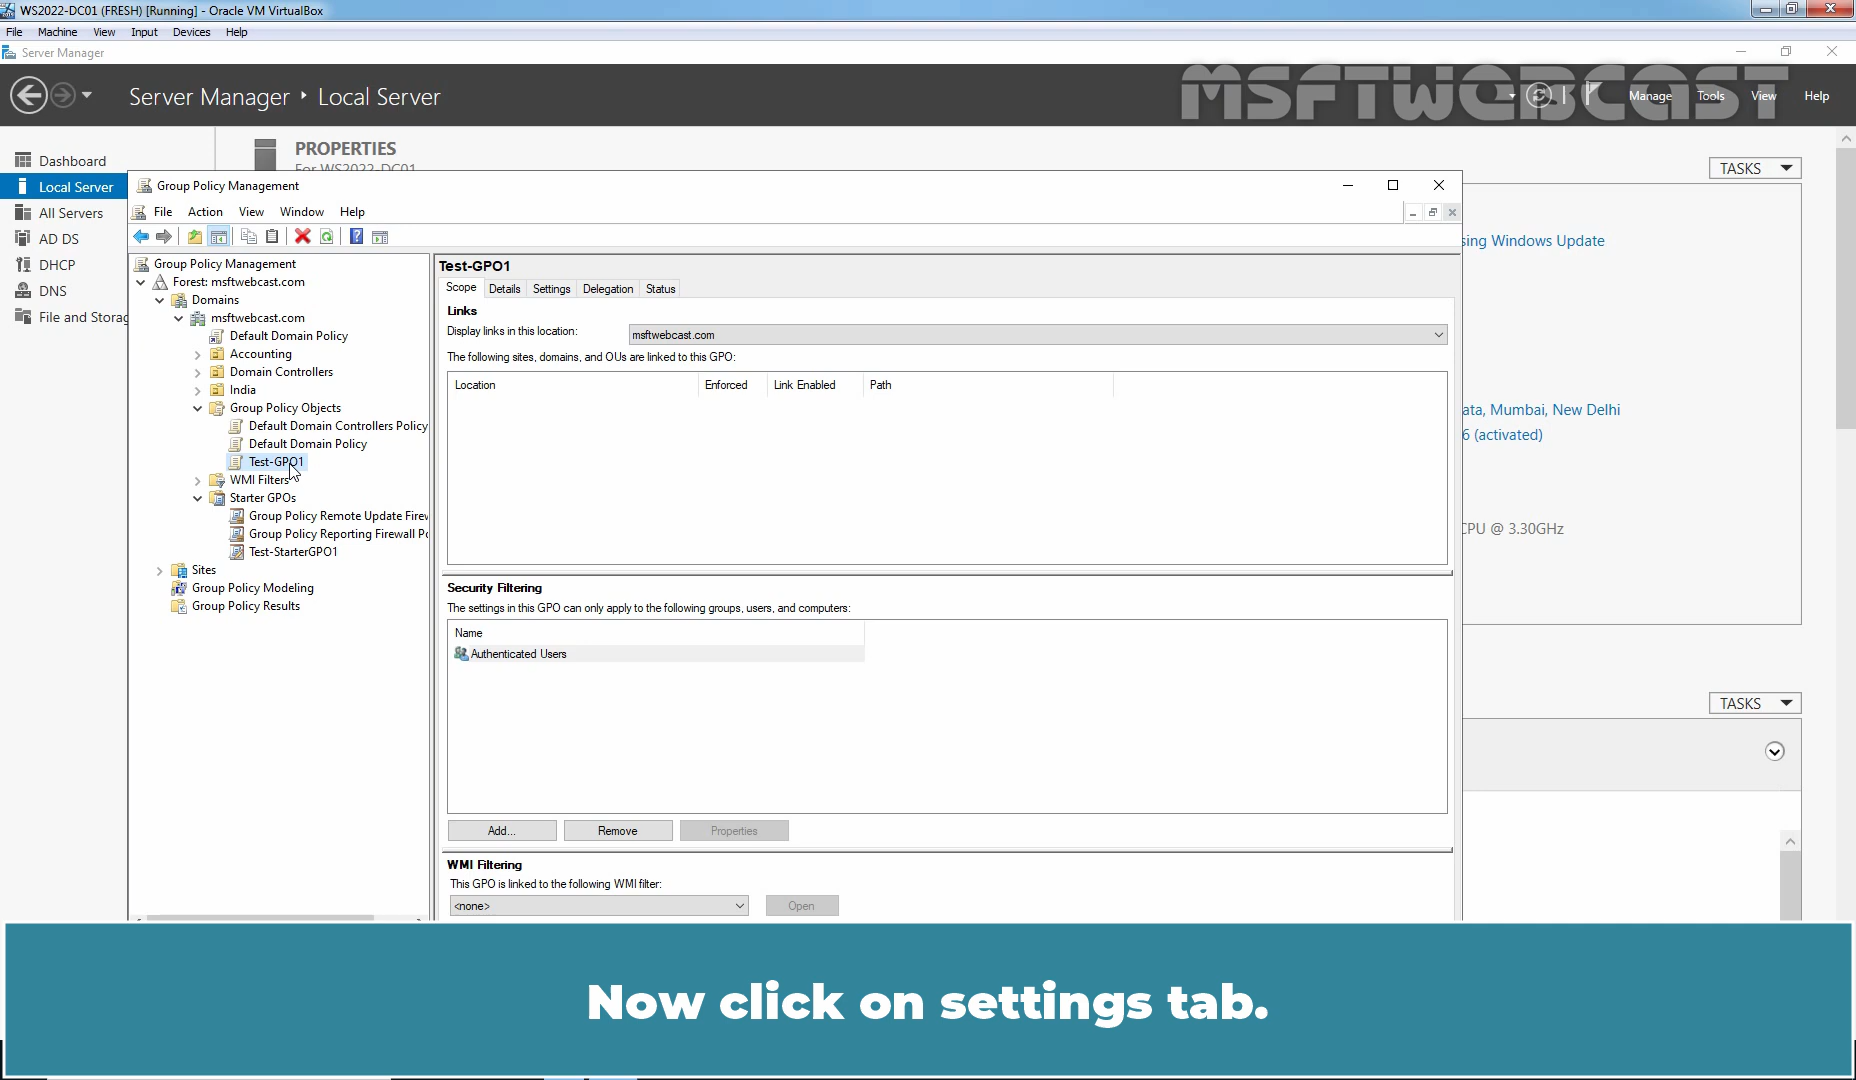 WS2022-DC01 (FRESH) [Running] - Oracle VM VirtualBox
File Machine View Input Devices Help
Server Manager
Server Manager ‣ Local Server
MSFTWEBCAST
Manage Tools View Help
Dashboard
Local Server
All Servers
AD DS
DHCP
DNS
File and Storag
PROPERTIES
For WS2022-DC01
TASKS
Group Policy Management
File Action View Window Help
Group Policy Management
Forest: msftwebcast.com
Domains
msftwebcast.com
Default Domain Policy
Accounting
Domain Controllers
India
Group Policy Objects
Default Domain Controllers Policy
Default Domain Policy
Test-GPO1
WMI Filters
Starter GPOs
Group Policy Remote Update Firew
Group Policy Reporting Firewall Po
Test-StarterGPO1
Sites
Group Policy Modeling
Group Policy Results
Test-GPO1
Scope Details Settings Delegation Status
Links
Display links in this location: msftwebcast.com
The following sites, domains, and OUs are linked to this GPO:
Location Enforced Link Enabled Path
Security Filtering
The settings in this GPO can only apply to the following groups, users, and computers:
Name
Authenticated Users
Add... Remove Properties
WMI Filtering
This GPO is linked to the following WMI filter:
<none> Open
sing Windows Update
ata, Mumbai, New Delhi
6 (activated)
CPU @ 3.30GHz
TASKS
Now click on settings tab.